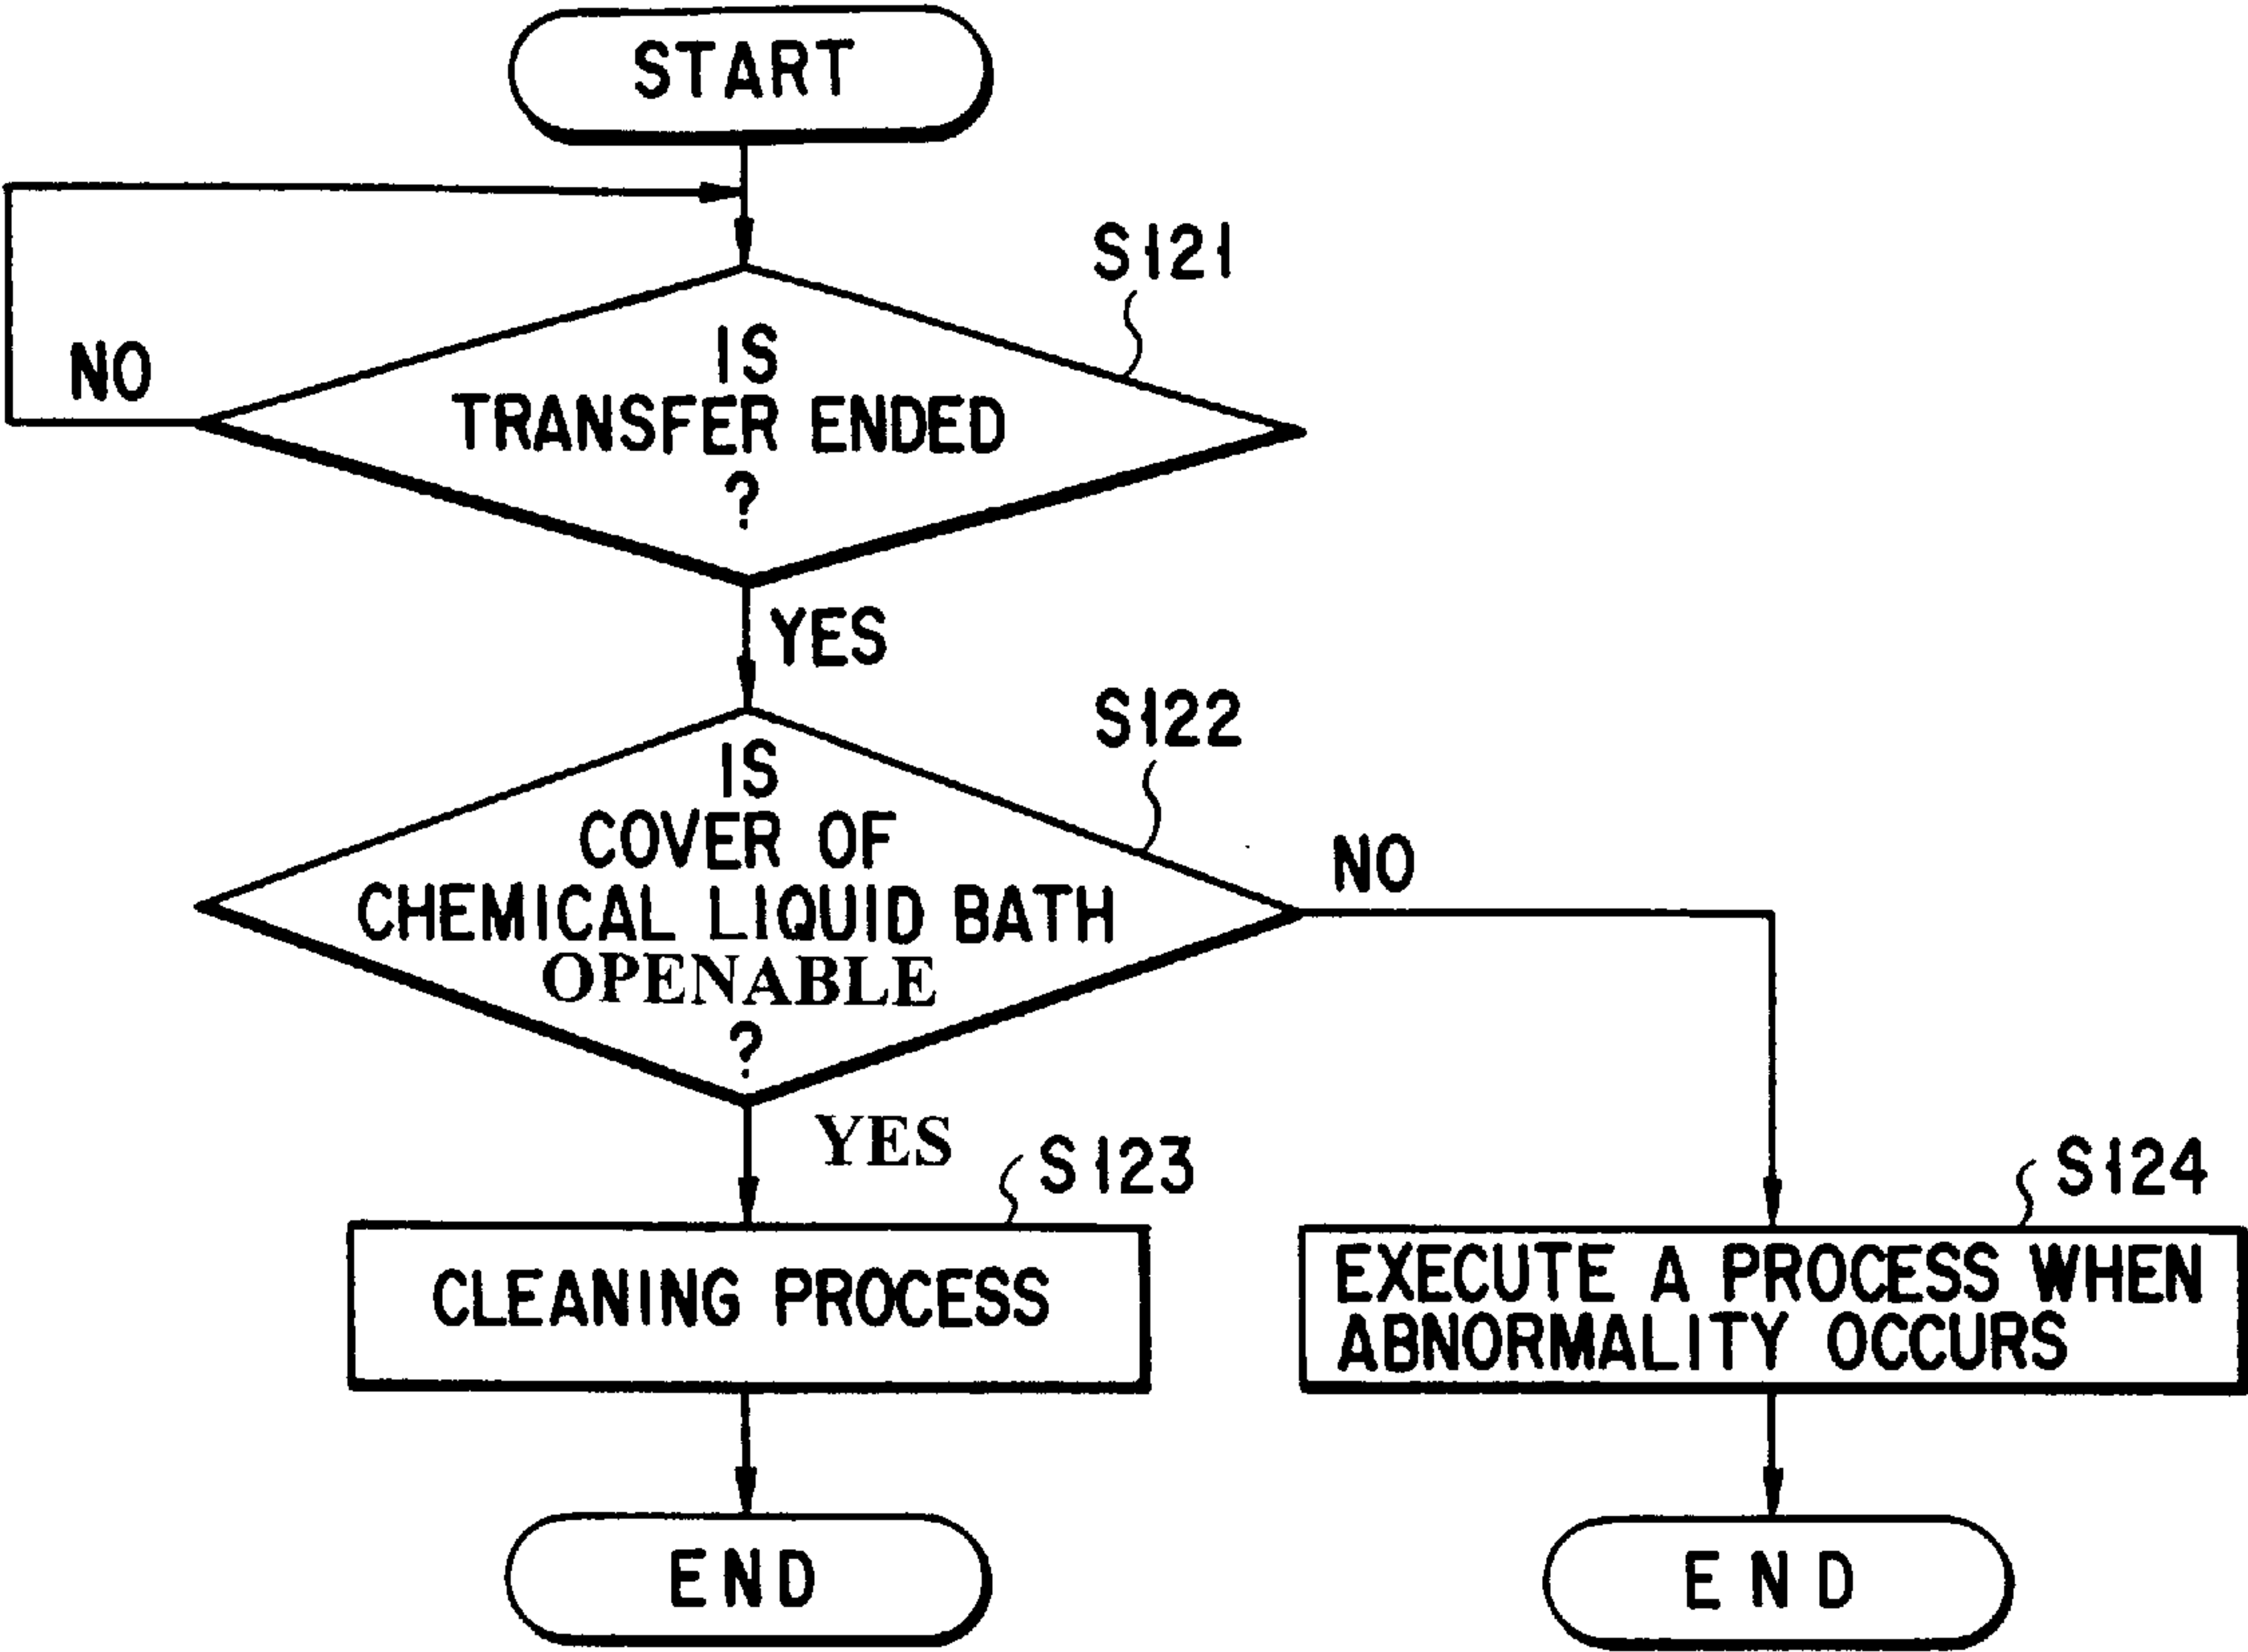 START
S121
NO
IS
TRANSFER ENDED
?
YES
S122
IS
COVER OF
CHEMICAL LIQUID BATH
OPENABLE
?
NO
YES
S123
S124
CLEANING PROCESS
EXECUTE A PROCESS WHEN
ABNORMALITY OCCURS
END
END